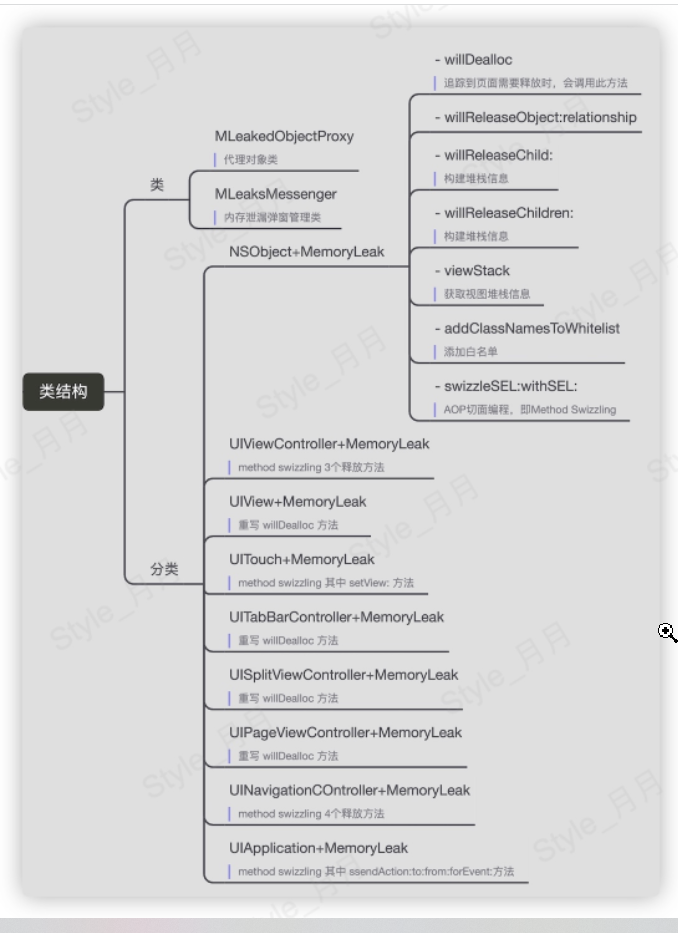 类结构
类
MLeakedObjectProxy
代理对象类
MLeaksMessenger
内存泄漏弹窗管理类
分类
NSObject+MemoryLeak
- willDealloc
追踪到页面需要释放时，会调用此方法
- willReleaseObject:relationship
- willReleaseChild:
构建堆栈信息
- willReleaseChildren:
构建堆栈信息
- viewStack
获取视图堆栈信息
- addClassNamesToWhitelist
添加白名单
- swizzleSEL:withSEL:
AOP切面编程，即Method Swizzling
UIViewController+MemoryLeak
method swizzling 3个释放方法
UIView+MemoryLeak
重写 willDealloc 方法
UITouch+MemoryLeak
method swizzling 其中 setView: 方法
UITabBarController+MemoryLeak
重写 willDealloc 方法
UISplitViewController+MemoryLeak
重写 willDealloc 方法
UIPageViewController+MemoryLeak
重写 willDealloc 方法
UINavigationCOntroller+MemoryLeak
method swizzling 4个释放方法
UIApplication+MemoryLeak
method swizzling 其中 ssendAction:to:from:forEvent:方法
Style_月月